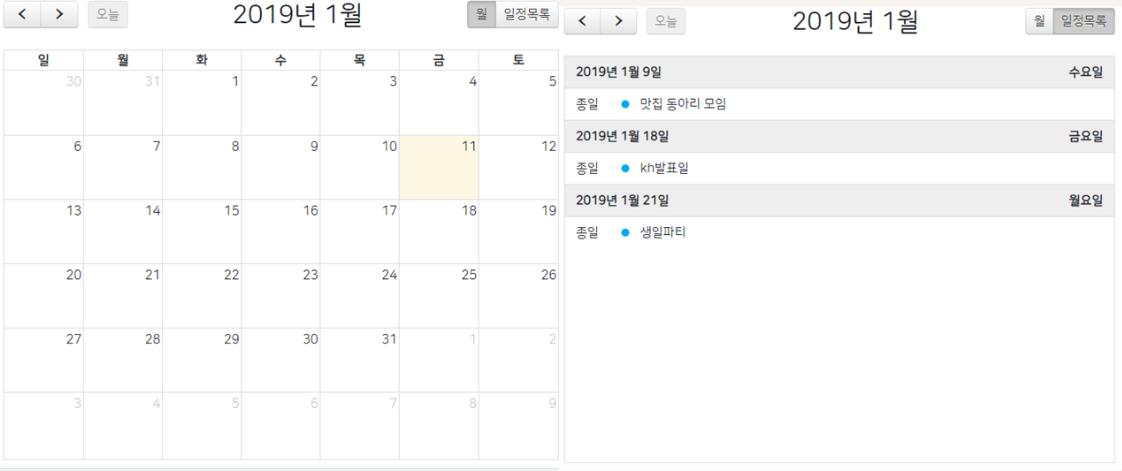 오늘
2019년 1월
월 일정목록
일 월 화 수 목 금 토
30 31 1 2 3 4 5
6 7 8 9 10 11 12
13 14 15 16 17 18 19
20 21 22 23 24 25 26
27 28 29 30 31 1 2
3 4 5 6 7 8 9
오늘
2019년 1월
월 일정목록
2019년 1월 9일 수요일
종일 맛집 동아리 모임
2019년 1월 18일 금요일
종일 kh발표일
2019년 1월 21일 월요일
종일 생일파티